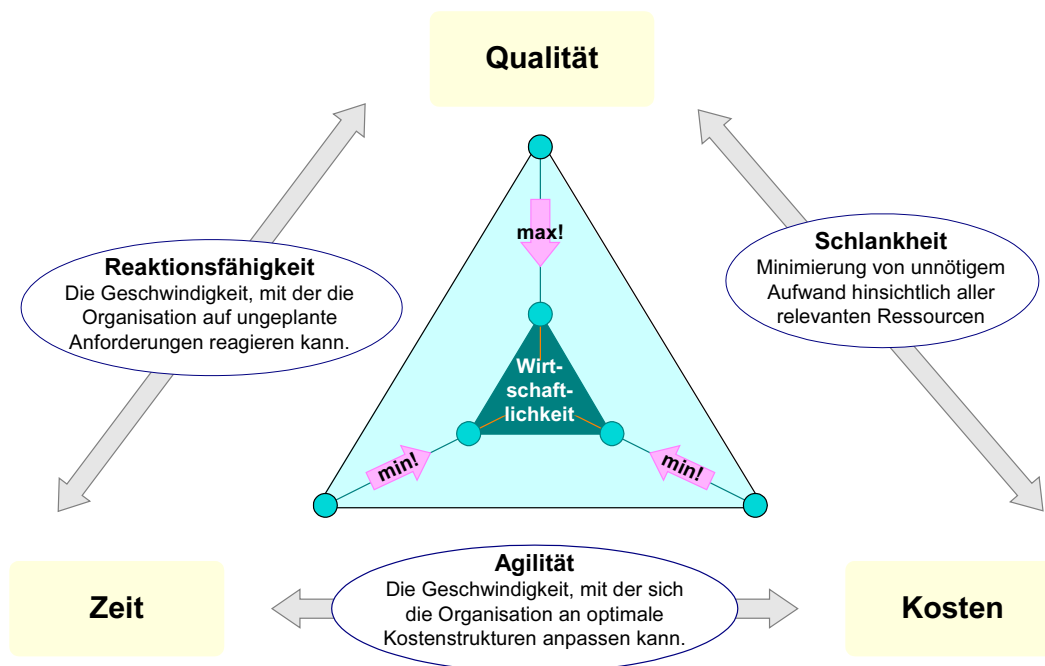 Qualität
max!
Reaktionsfähigkeit
Die Geschwindigkeit, mit der die
Organisation auf ungeplante
Anforderungen reagieren kann.
Schlankheit
Minimierung von unnötigem
Aufwand hinsichtlich aller
relevanten Ressourcen
Wirt-
schaft-
lichkeit
min!
min!
Zeit
Agilität
Die Geschwindigkeit, mit der sich
die Organisation an optimale
Kostenstrukturen anpassen kann.
Kosten